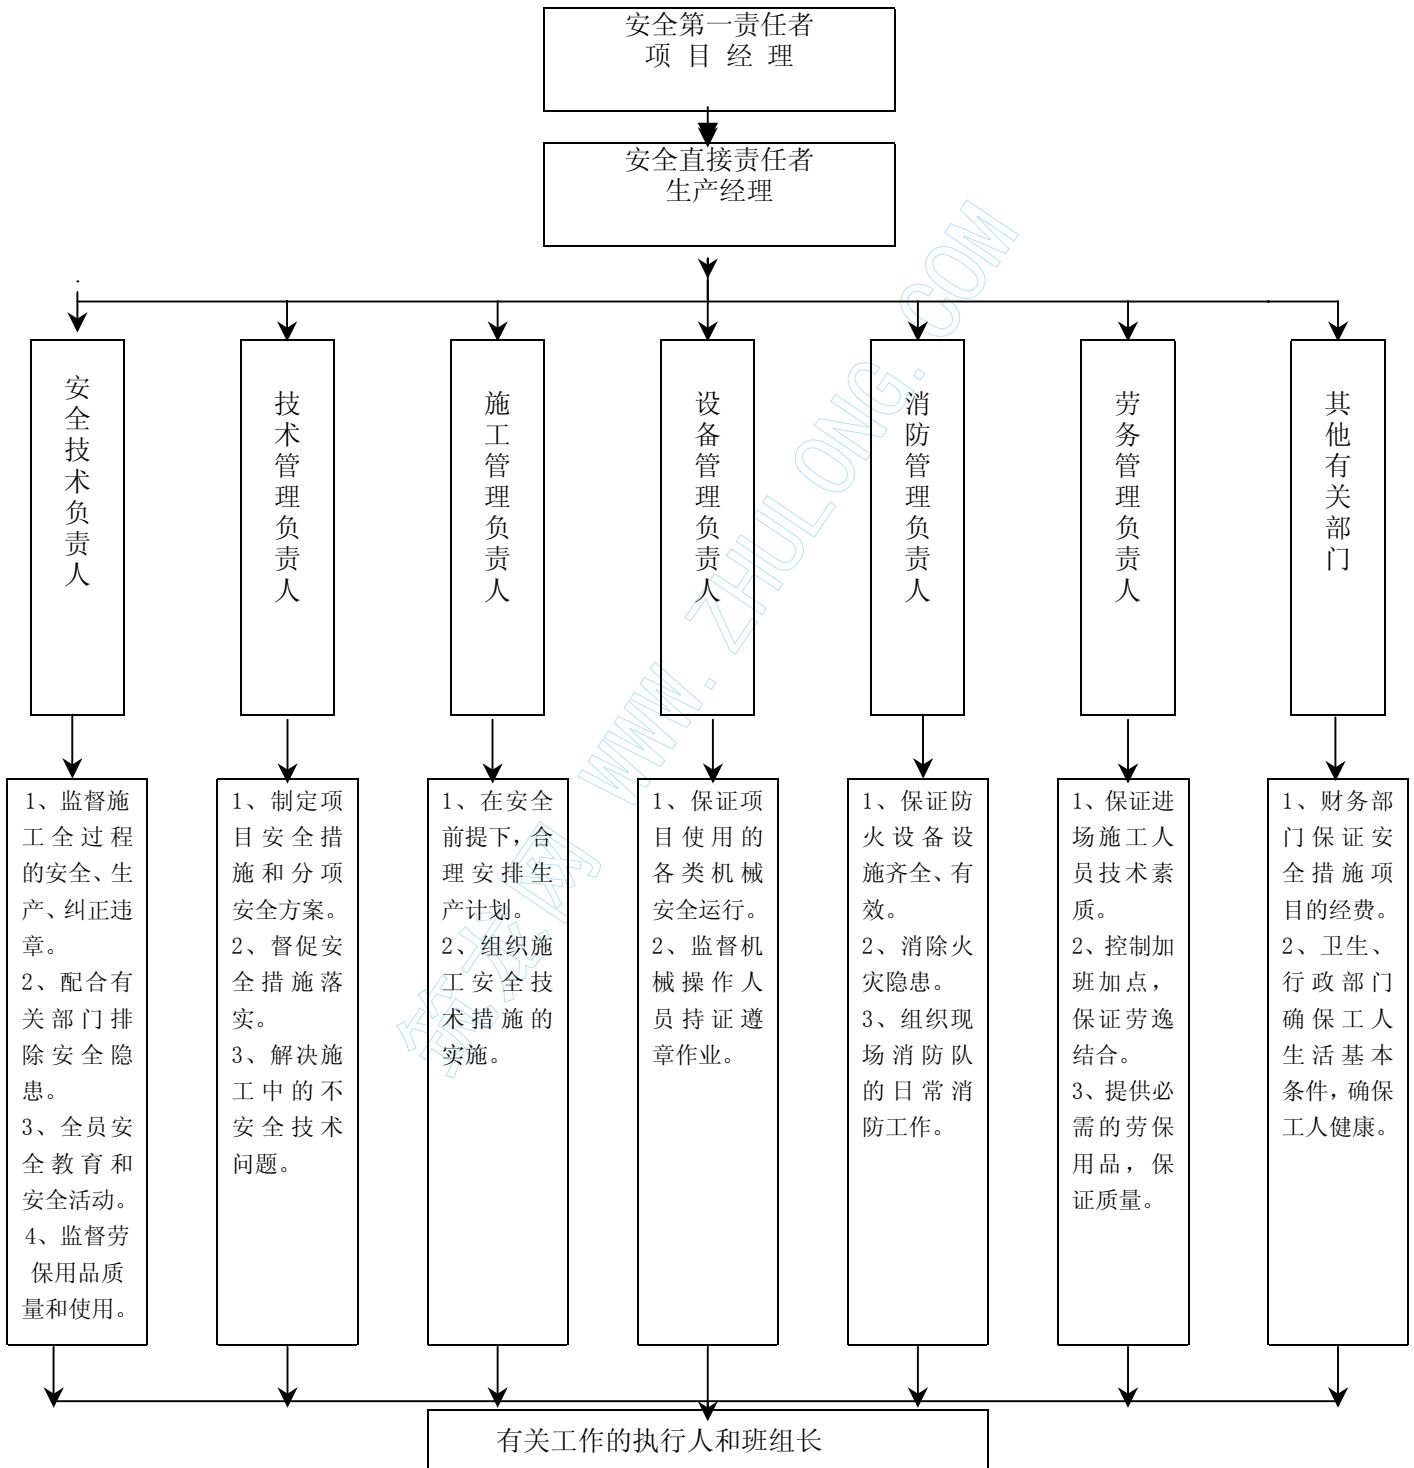 安全第一责任者
项 目 经 理
安全直接责任者
生产经理
安全技术负责人
技术管理负责人
施工管理负责人
设备管理负责人
消防管理负责人
劳务管理负责人
其他有关部门
1、监督施
工全过程
的安全、生
产、纠正违
章。
2、配合有
关部门排
除安全隐
患。
3、全员安
全教育和
安全活动。
4、监督劳
保用品质
量和使用。
1、制定项
目安全措
施和分项
安全方案。
2、督促安
全措施落
实。
3、解决施
工中的不
安全技术
问题。
1、在安全
前提下，合
理安排生
产计划。
2、组织施
工安全技
术措施的
实施。
1、保证项
目使用的
各类机械
安全运行。
2、监督机
械操作人
员持证遵
章作业。
1、保证防
火设备设
施齐全、有
效。
2、消除火
灾隐患。
3、组织现
场消防队
的日常消
防工作。
1、保证进
场施工人
员技术素
质。
2、控制加
班加点，
保证劳逸
结合。
3、提供必
需的劳保
用品，保
证质量。
1、财务部
门保证安
全措施项
目的经费。
2、卫生、
行政部门
确保工人
生活基本
条件，确保
工人健康。
有关工作的执行人和班组长
筑龙网 WWW.ZHULONG.COM